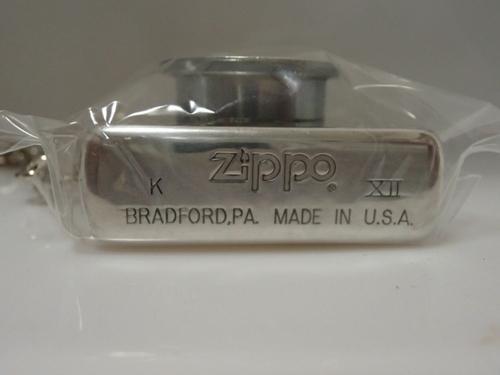 Zippo®
K XII
BRADFORD,PA. MADE IN U.S.A.